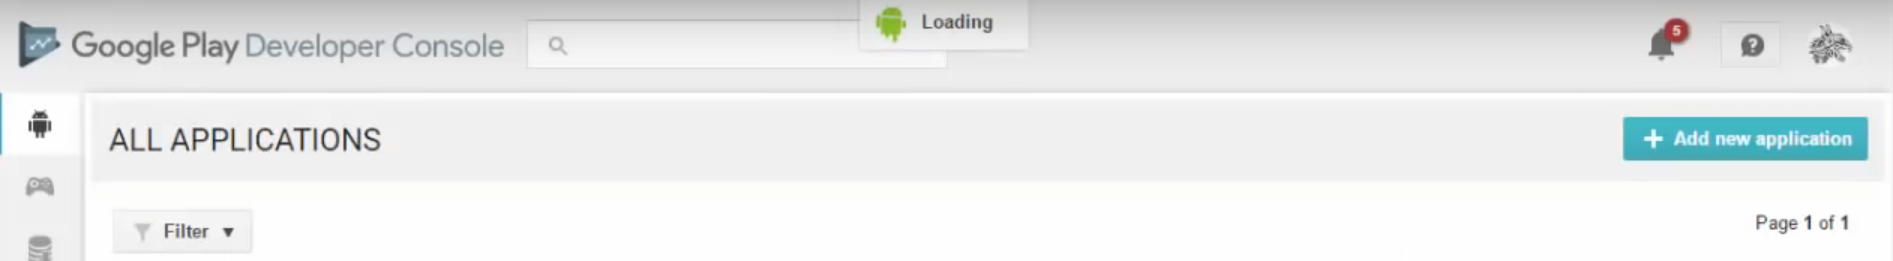 Google Play Developer Console
Loading
5
ALL APPLICATIONS
+ Add new application
Filter
Page 1 of 1